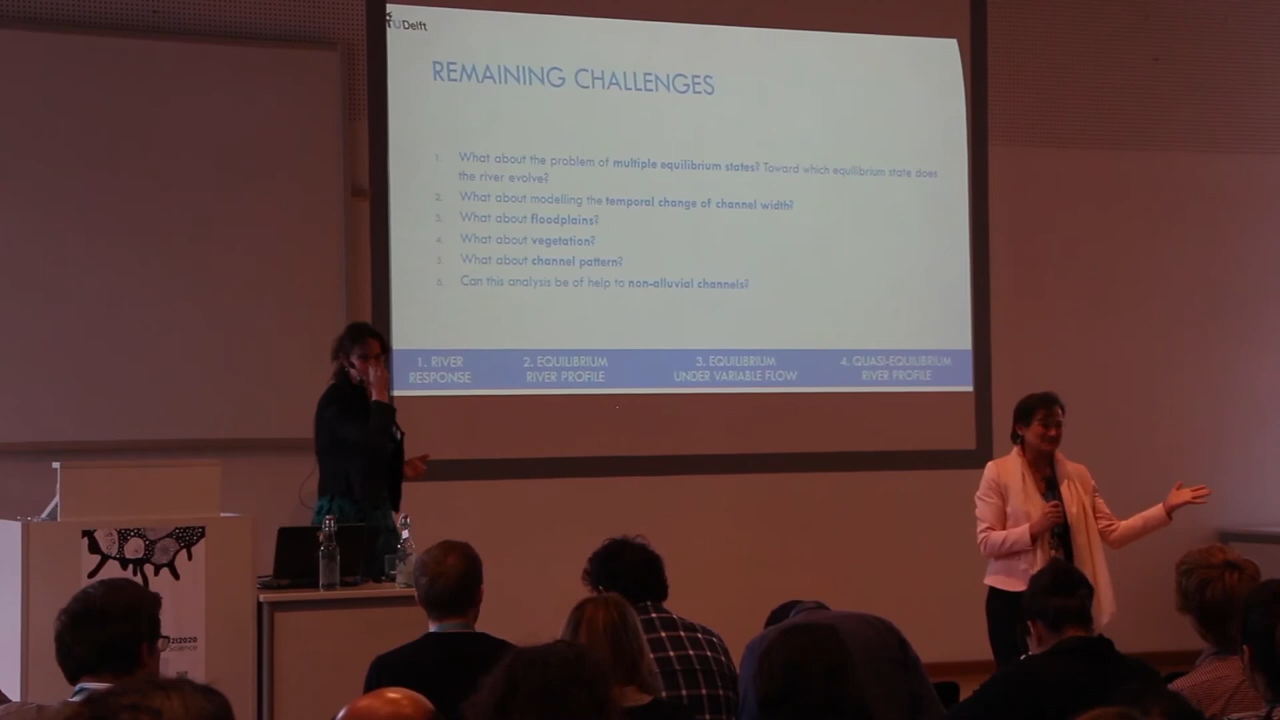 TUDelft
REMAINING CHALLENGES
1. What about the problem of multiple equilibrium states? Toward which equilibrium state does
the river evolve?
2. What about modelling the temporal change of channel width?
3. What about floodplains?
4. What about vegetation?
5. What about channel pattern?
6. Can this analysis be of help to non-alluvial channels?
1. RIVER
RESPONSE
2. EQUILIBRIUM
RIVER PROFILE
3. EQUILIBRIUM
UNDER VARIABLE FLOW
4. QUASI-EQUILIBRIUM
RIVER PROFILE
2020
Science